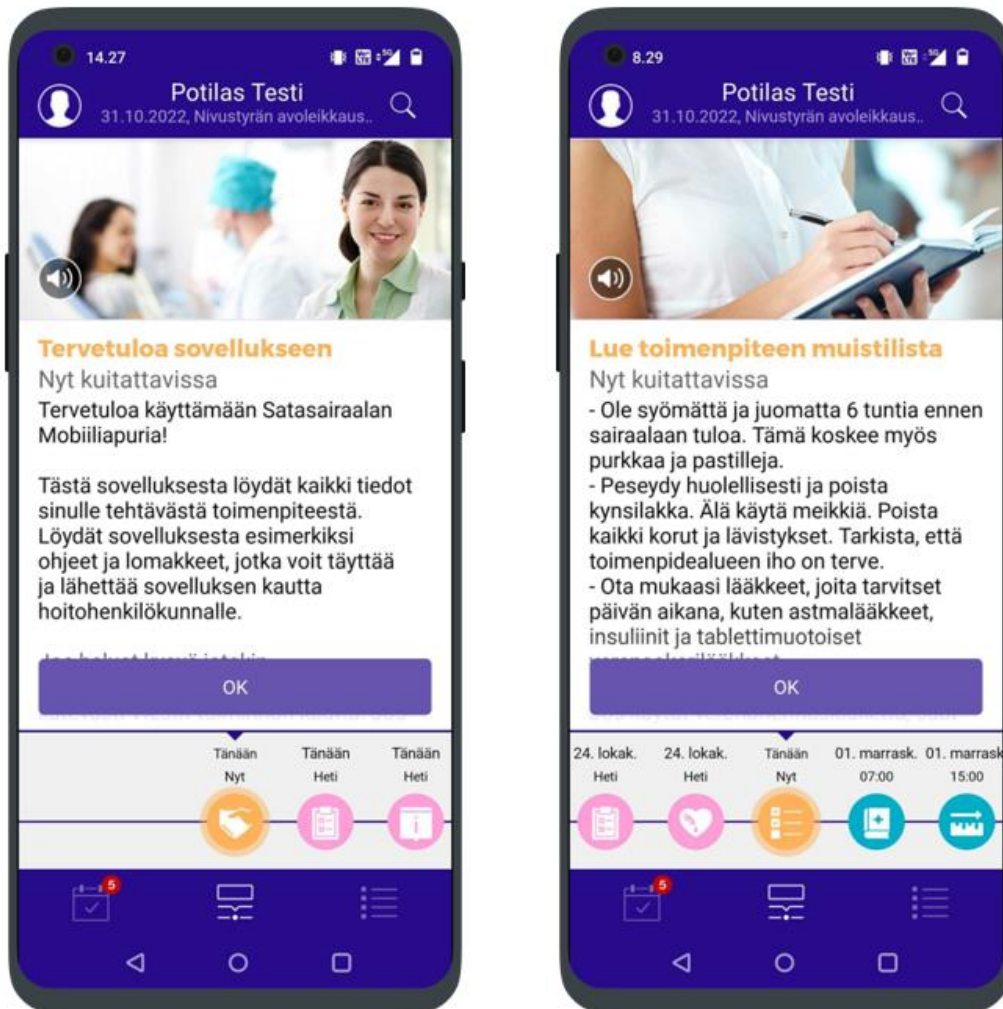 14.27
Potilas Testi
31.10.2022, Nivustyrän avoleikkaus..
Tervetuloa sovellukseen
Nyt kuitattavissa
Tervetuloa käyttämään Satasairaalan
Mobiiliapuria!
Tästä sovelluksesta löydät kaikki tiedot
sinulle tehtävästä toimenpiteestä.
Löydät sovelluksesta esimerkiksi
ohjeet ja lomakkeet, jotka voit täyttää
ja lähettää sovelluksen kautta
hoitohenkilökunnalle.
OK
Tänään Tänään Tänään
Nyt Heti Heti
5
8.29
Potilas Testi
31.10.2022, Nivustyrän avoleikkaus..
Lue toimenpiteen muistilista
Nyt kuitattavissa
- Ole syömättä ja juomatta 6 tuntia ennen
sairaalaan tuloa. Tämä koskee myös
purkkaa ja pastilleja.
- Peseydy huolellisesti ja poista
kynsilakka. Älä käytä meikkiä. Poista
kaikki korut ja lävistykset. Tarkista, että
toimenpidealueen iho on terve.
- Ota mukaasi lääkkeet, joita tarvitset
päivän aikana, kuten astmalääkkeet,
insuliinit ja tablettimuotoiset
OK
24. lokak. 24. lokak. Tänään 01. marrask. 01. marrask
Heti Heti Nyt 07:00 15:00
5